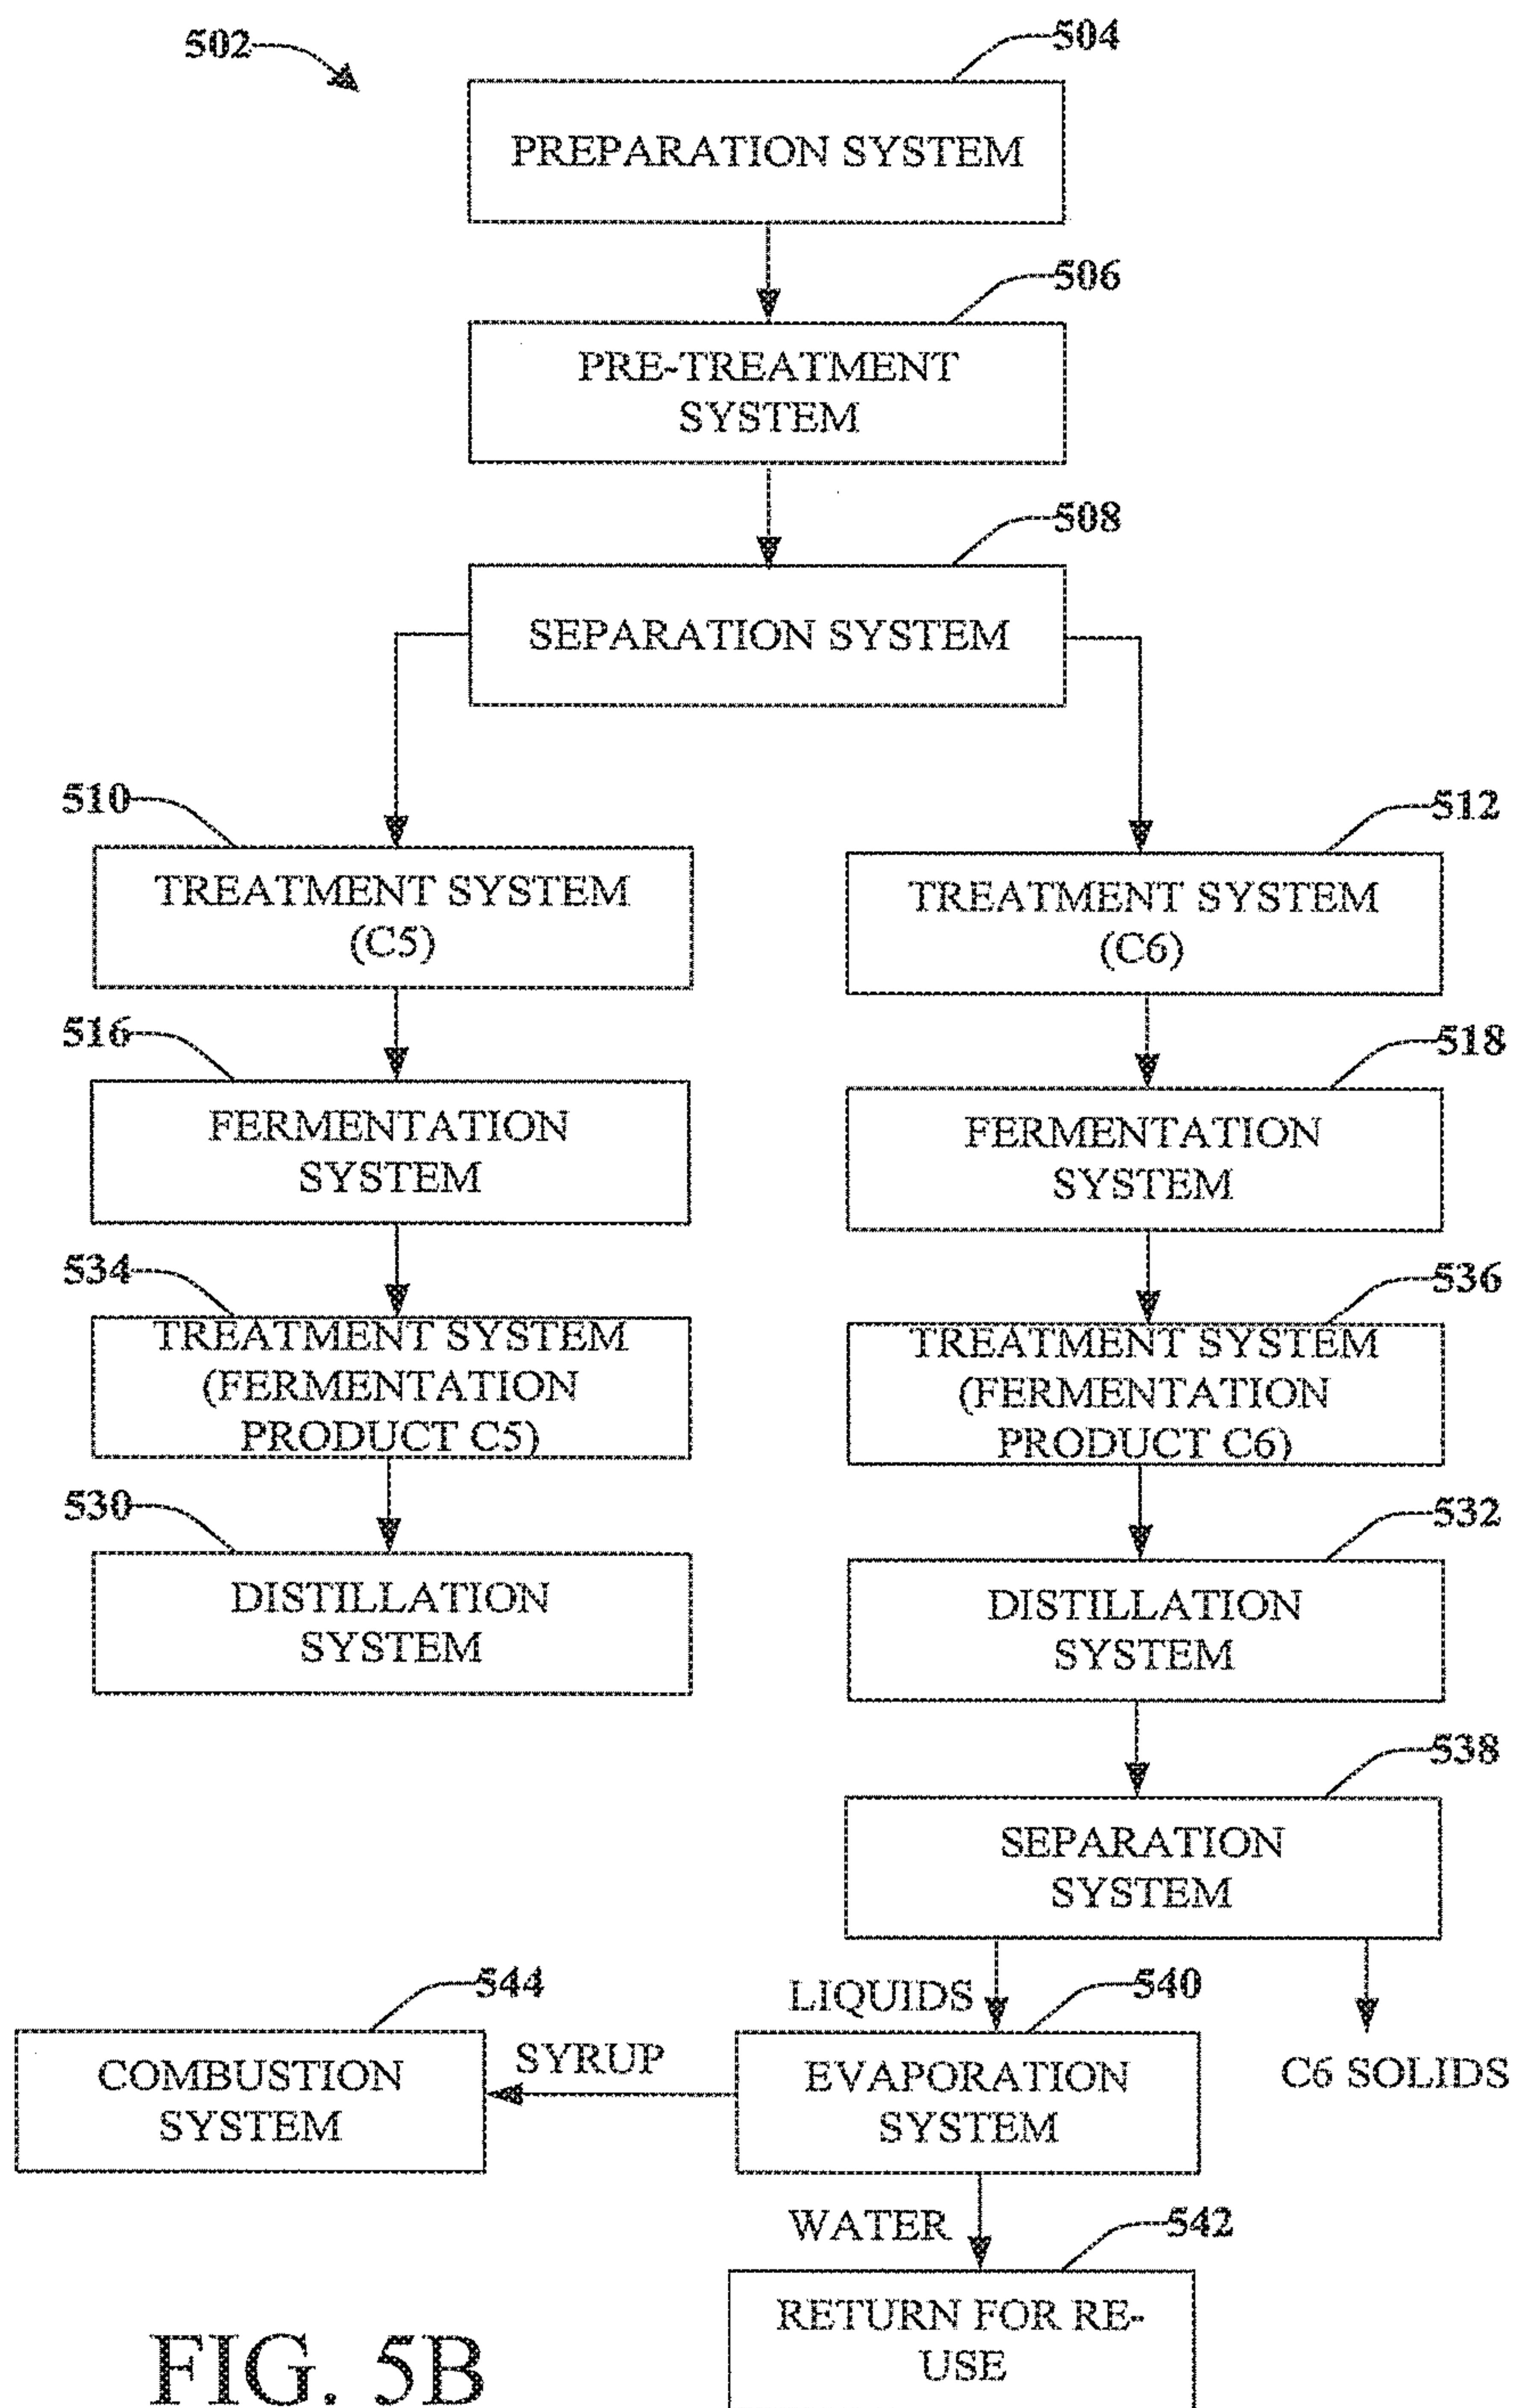 502
504
PREPARATION SYSTEM
506
PRE-TREATMENT
SYSTEM
508
SEPARATION SYSTEM
510
TREATMENT SYSTEM
(C5)
512
TREATMENT SYSTEM
(C6)
516
FERMENTATION
SYSTEM
518
FERMENTATION
SYSTEM
534
TREATMENT SYSTEM
(FERMENTATION
PRODUCT C5)
536
TREATMENT SYSTEM
(FERMENTATION
PRODUCT C6)
530
DISTILLATION
SYSTEM
532
DISTILLATION
SYSTEM
538
SEPARATION
SYSTEM
LIQUIDS
C6 SOLIDS
544
COMBUSTION
SYSTEM
SYRUP
540
EVAPORATION
SYSTEM
WATER
542
RETURN FOR RE-
USE
FIG. 5B